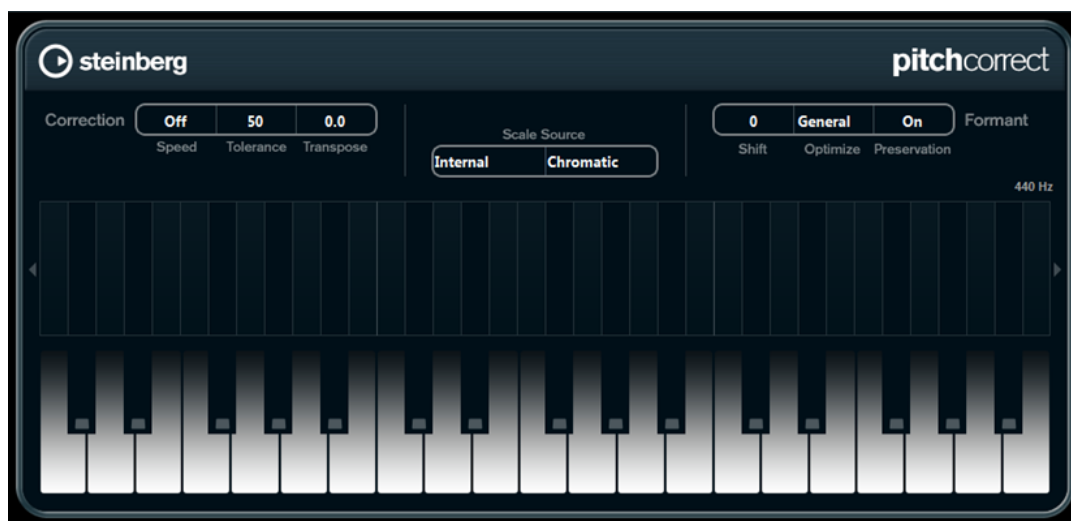 steinberg
pitchcorrect
Correction Off 50 0.0
Speed Tolerance Transpose
Scale Source
Internal Chromatic
0 General On Formant
Shift Optimize Preservation
440 Hz